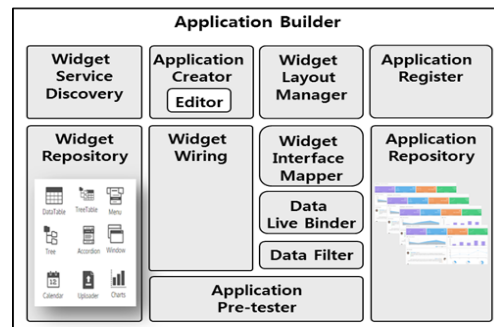 Application Builder
Widget
Service
Discovery
Application
Creator
Editor
Widget
Layout
Manager
Application
Register
Widget
Repository
DataTable
TreeTable
Menu
Tree
Accordion
Window
Calendar
Uploader
Charts
Widget
Wiring
Widget
Interface
Mapper
Data
Live Binder
Data Filter
Application
Repository
Application
Pre-tester